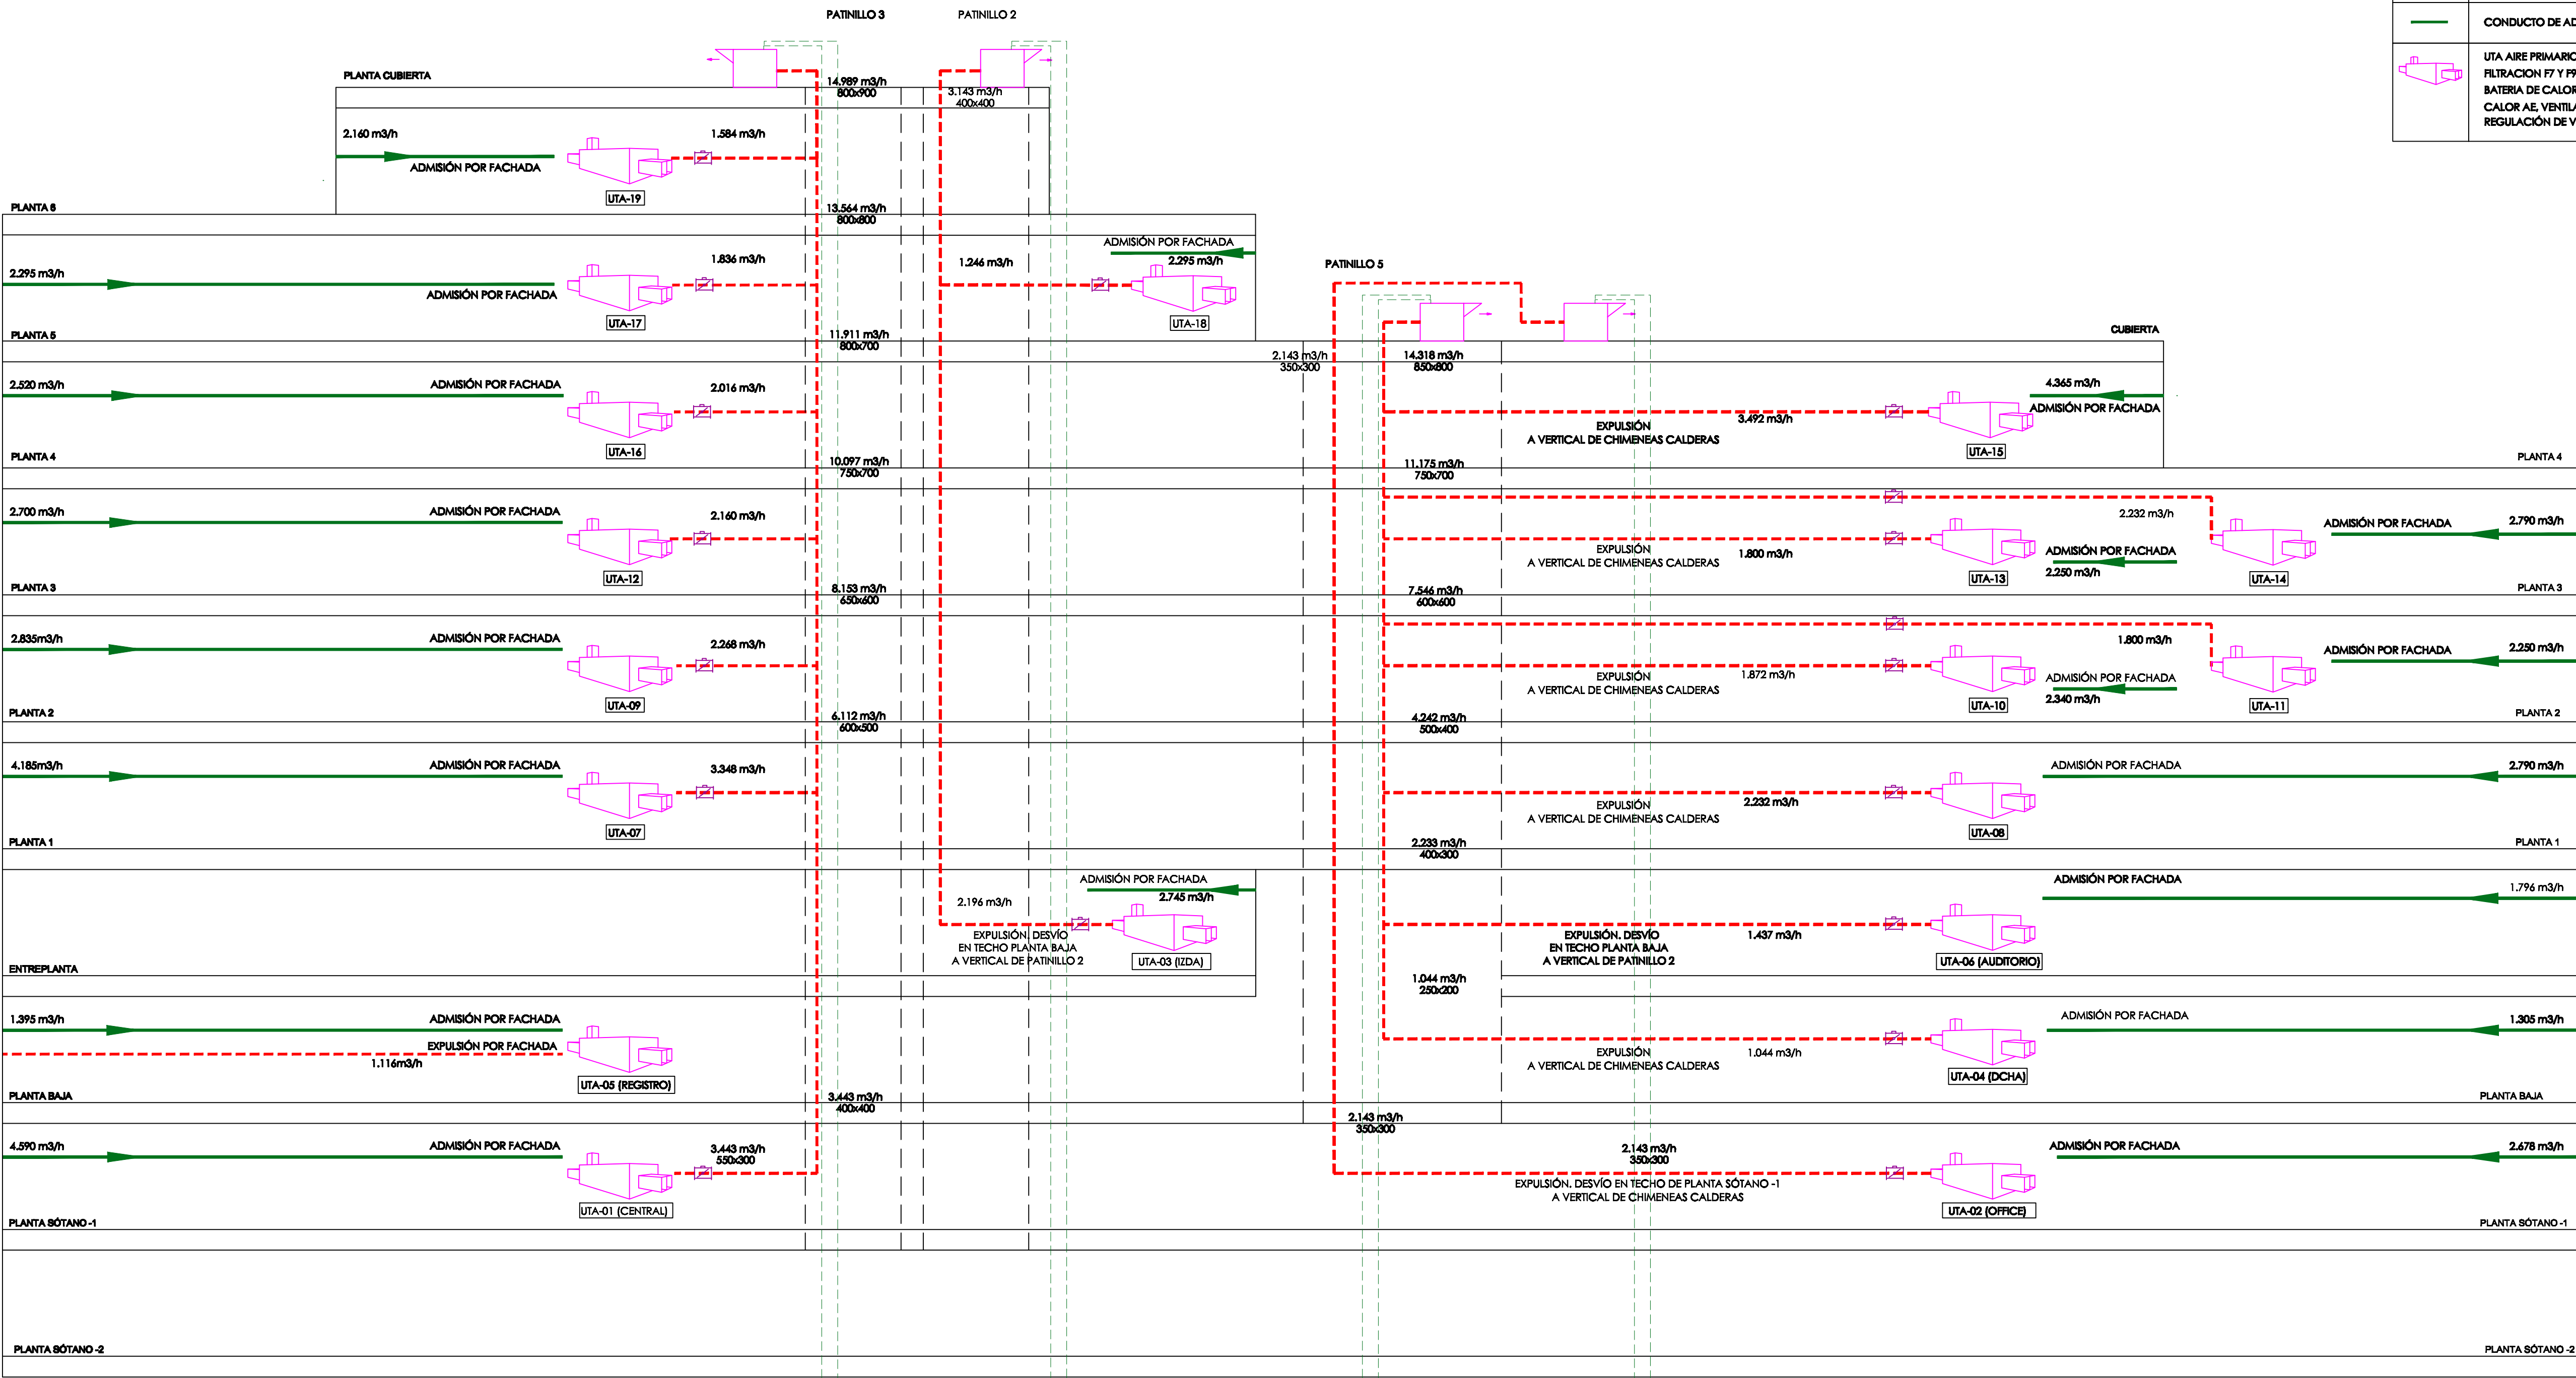 PATINILLO 3
PATINILLO 2
CONDUCTO DE AD
UTA AIRE PRIMARIO
FILTRACION F7 Y F9
BATERIA DE CALOR
CALOR AE, VENTILA
REGULACIÓN DE V
PLANTA CUBIERTA
14.989 m3/h
800x900
3.143 m3/h
400x400
2.160 m3/h
ADMISIÓN POR FACHADA
1.584 m3/h
UTA-19
PLANTA 6
13.564 m3/h
800x800
2.295 m3/h
ADMISIÓN POR FACHADA
1.836 m3/h
UTA-17
1.246 m3/h
ADMISIÓN POR FACHADA
2.295 m3/h
UTA-18
PATINILLO 5
PLANTA 5
11.911 m3/h
800x700
2.143 m3/h
350x300
14.318 m3/h
850x800
CUBIERTA
2.520 m3/h
ADMISIÓN POR FACHADA
2.016 m3/h
UTA-16
3.492 m3/h
EXPULSIÓN
A VERTICAL DE CHIMENEAS CALDERAS
4.365 m3/h
ADMISIÓN POR FACHADA
UTA-15
PLANTA 4
10.097 m3/h
750x700
11.175 m3/h
750x700
PLANTA 4
2.700 m3/h
ADMISIÓN POR FACHADA
2.160 m3/h
UTA-12
EXPULSIÓN
A VERTICAL DE CHIMENEAS CALDERAS
1.800 m3/h
UTA-13
ADMISIÓN POR FACHADA
2.250 m3/h
2.232 m3/h
UTA-14
ADMISIÓN POR FACHADA
2.790 m3/h
PLANTA 3
8.153 m3/h
650x600
7.546 m3/h
600x600
PLANTA 3
2.835m3/h
ADMISIÓN POR FACHADA
2.268 m3/h
UTA-09
EXPULSIÓN
A VERTICAL DE CHIMENEAS CALDERAS
1.872 m3/h
UTA-10
ADMISIÓN POR FACHADA
2.340 m3/h
1.800 m3/h
UTA-11
ADMISIÓN POR FACHADA
2.250 m3/h
PLANTA 2
6.112 m3/h
600x500
4.242 m3/h
500x400
PLANTA 2
4.185m3/h
ADMISIÓN POR FACHADA
3.348 m3/h
UTA-07
EXPULSIÓN
A VERTICAL DE CHIMENEAS CALDERAS
2.232 m3/h
UTA-08
ADMISIÓN POR FACHADA
2.790 m3/h
PLANTA 1
2.233 m3/h
400x300
PLANTA 1
2.196 m3/h
EXPULSIÓN. DESVÍO
EN TECHO PLANTA BAJA
A VERTICAL DE PATINILLO 2
ADMISIÓN POR FACHADA
2.745 m3/h
UTA-03 (IZDA)
EXPULSIÓN. DESVÍO
EN TECHO PLANTA BAJA
A VERTICAL DE PATINILLO 2
1.437 m3/h
UTA-06 (AUDITORIO)
ADMISIÓN POR FACHADA
1.796 m3/h
ENTREPLANTA
1.044 m3/h
250x200
1.395 m3/h
ADMISIÓN POR FACHADA
EXPULSIÓN POR FACHADA
1.116m3/h
UTA-05 (REGISTRO)
EXPULSIÓN
A VERTICAL DE CHIMENEAS CALDERAS
1.044 m3/h
UTA-04 (DCHA)
ADMISIÓN POR FACHADA
1.305 m3/h
PLANTA BAJA
3.443 m3/h
400x400
2.143 m3/h
350x300
PLANTA BAJA
4.590 m3/h
ADMISIÓN POR FACHADA
3.443 m3/h
550x300
UTA-01 (CENTRAL)
2.143 m3/h
350x300
EXPULSIÓN. DESVÍO EN TECHO DE PLANTA SÓTANO -1
A VERTICAL DE CHIMENEAS CALDERAS
UTA-02 (OFFICE)
ADMISIÓN POR FACHADA
2.678 m3/h
PLANTA SÓTANO -1
PLANTA SÓTANO -1
PLANTA SÓTANO -2
PLANTA SÓTANO -2